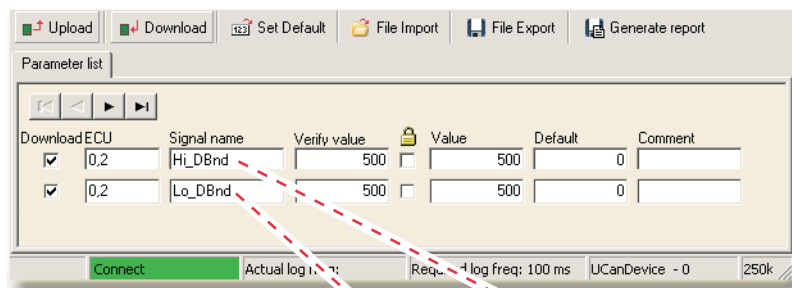 Upload Download Set Default File Import File Export Generate report
Parameter list
Download ECU Signal name Verify value Value Default Comment
0,2 Hi_DBnd 500 500 0
0,2 Lo_DBnd 500 500 0
Connect Actual log freq: Required log freq: 100 ms UCanDevice - 0 250k